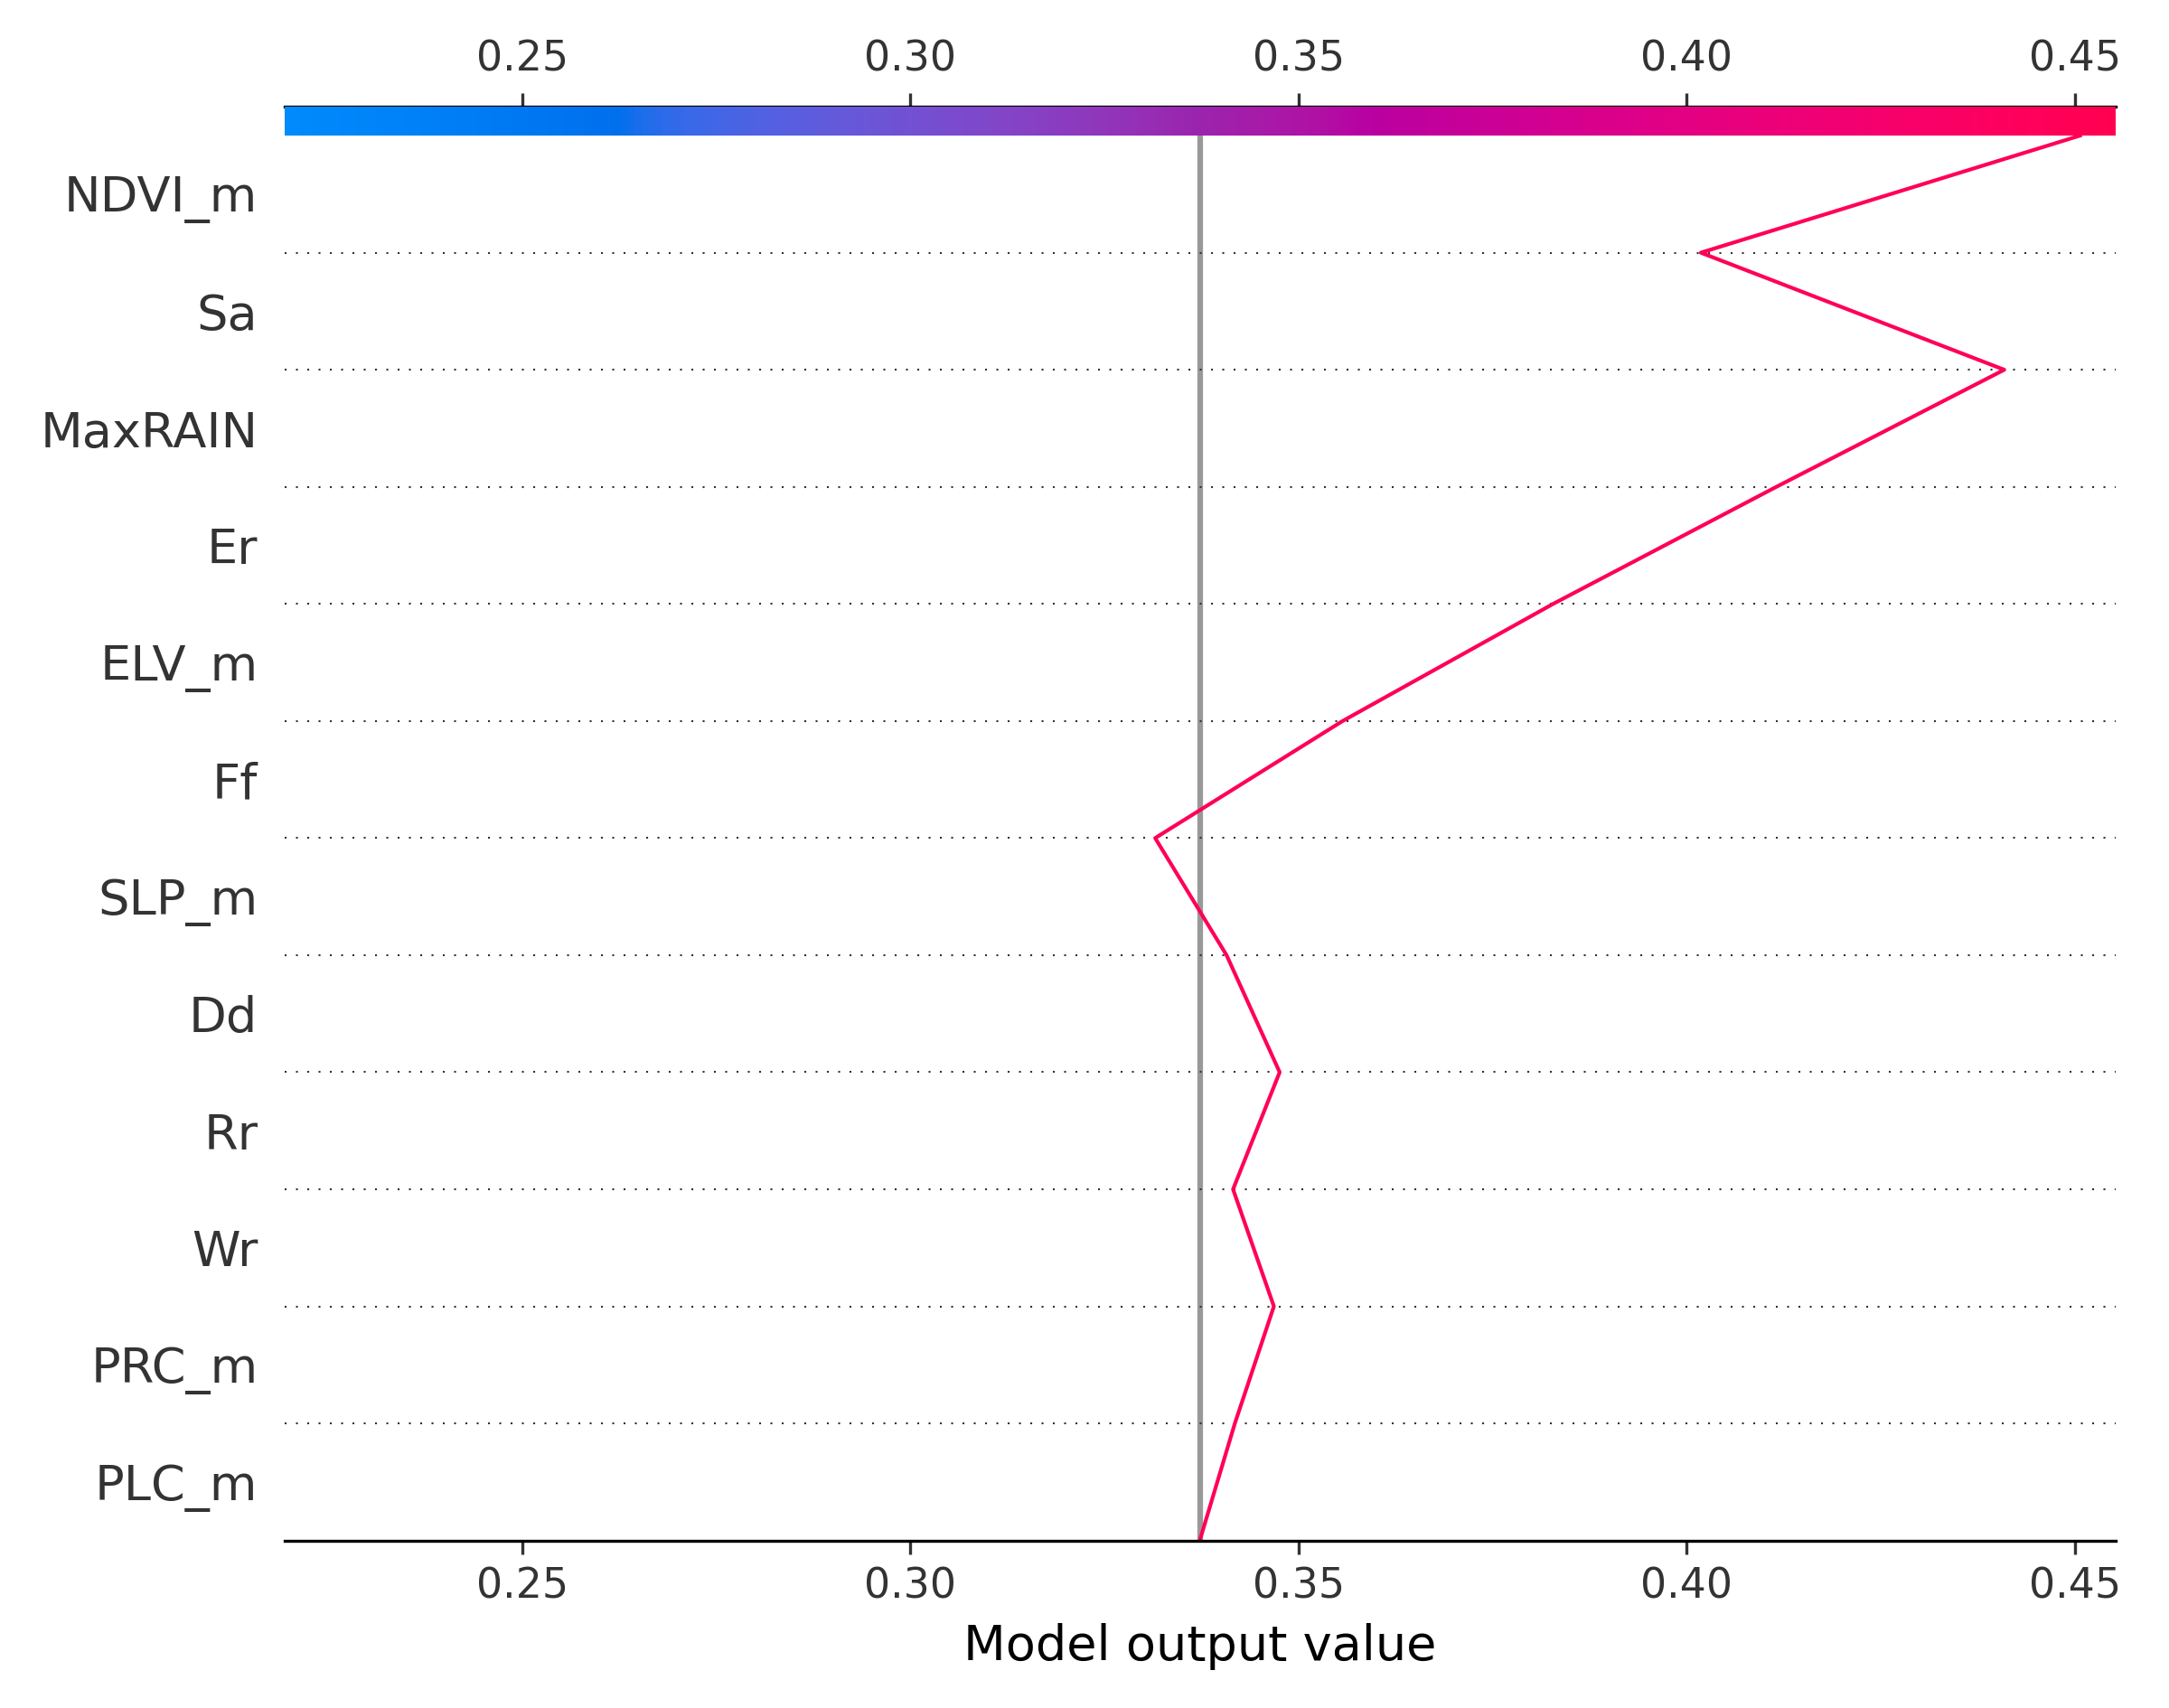 0.25 0.30 0.35 0.40 0.45
NDVI_m
Sa
MaxRAIN
Er
ELV_m
Ff
SLP_m
Dd
Rr
Wr
PRC_m
PLC_m
0.25 0.30 0.35 0.40 0.45
Model output value